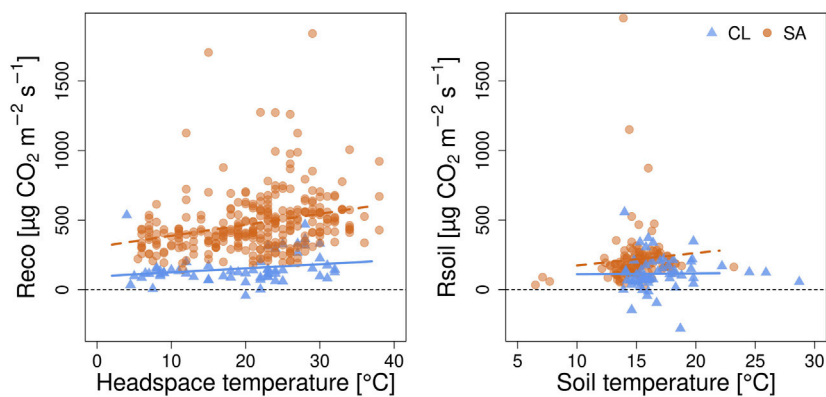 Reco [µg CO₂ m⁻² s⁻¹]
1500
1000
500
0
0 10 20 30 40
Headspace temperature [°C]
CL SA
Rsoil [µg CO₂ m⁻² s⁻¹]
1500
1000
500
0
5 10 15 20 25 30
Soil temperature [°C]